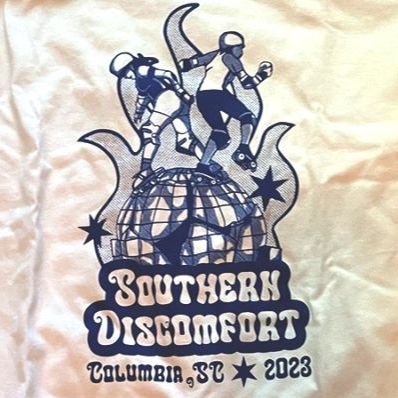 Southern
Discomfort
Columbia, SC ★ 2023